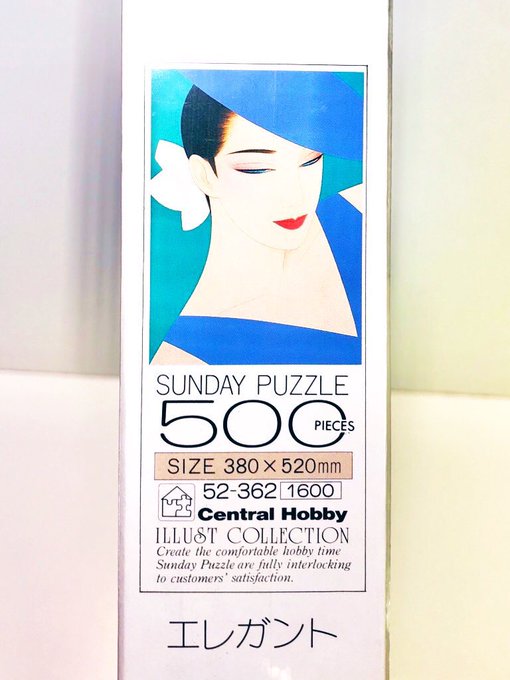 SUNDAY PUZZLE
500 PIECES
SIZE 380×520mm
52-362 1600
Central Hobby
ILLUST COLLECTION
Create the comfortable hobby time
Sunday Puzzle are fully interlocking
to customers' satisfaction.
エレガント